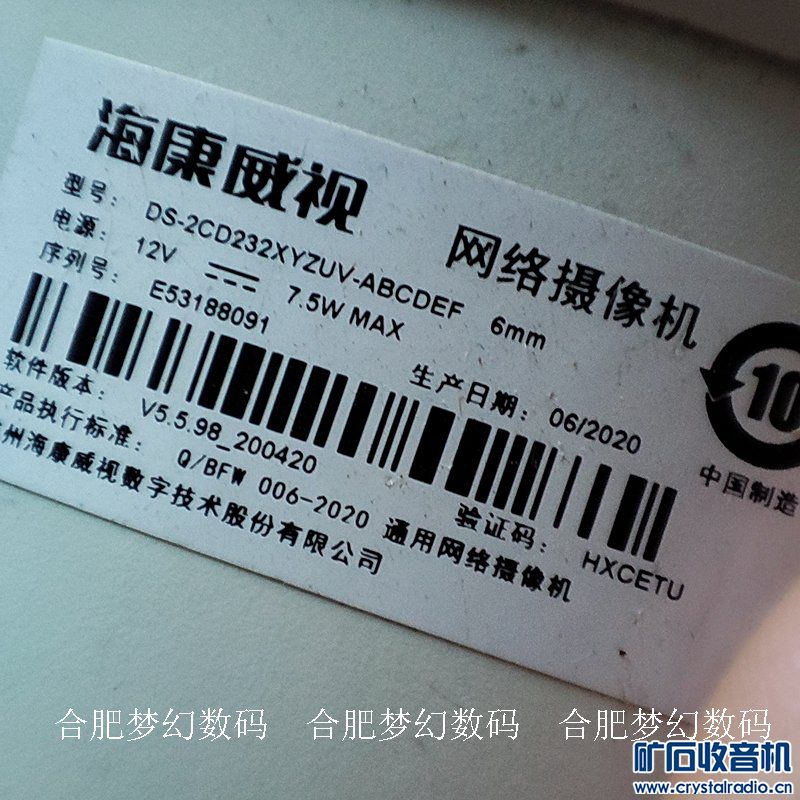 海康威视
网络摄像机
型号: DS-2CD232XYZUV-ABCDEF 6mm
电源: 12V 7.5W MAX
序列号: E53188091
生产日期: 06/2020
10
中国制造
软件版本: V5.5.98_200420
验证码: HXCETU
产品执行标准: Q/BFW 006-2020 通用网络摄像机
州海康威视数字技术股份有限公司
合肥梦幻数码 合肥梦幻数码 合肥梦幻数码
矿石收音机
www.crystalradio.cn